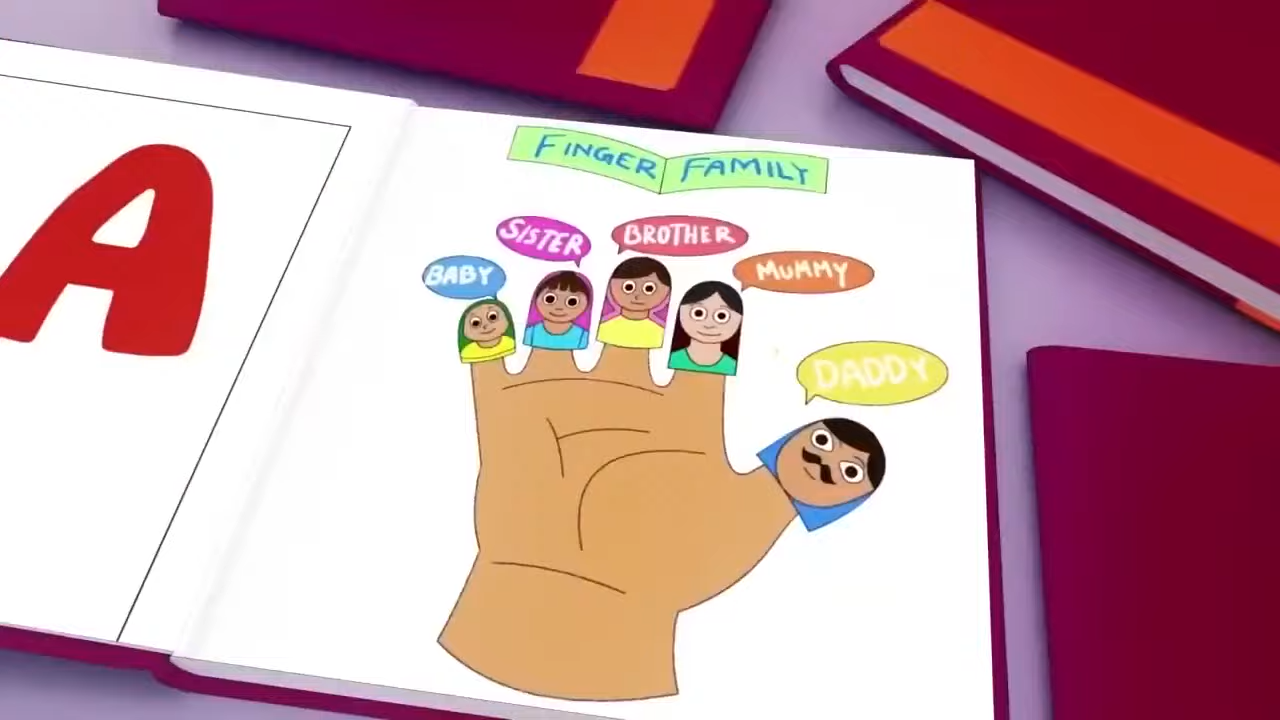 A
FINGER FAMILY
SISTER
BROTHER
BABY
MUMMY
DADDY